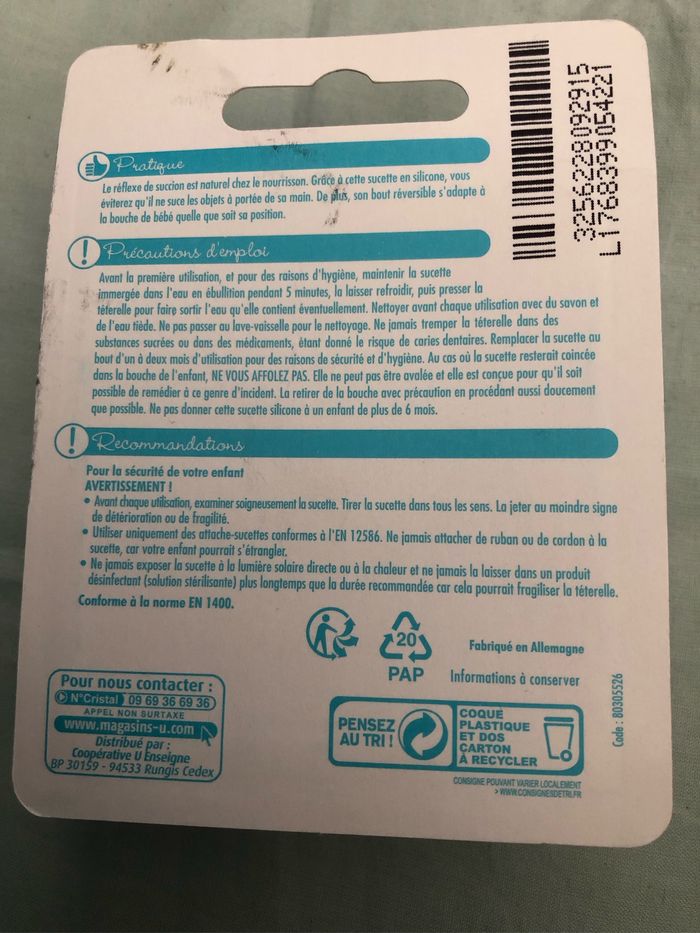 3256228092915
L1768399054221
Pratique
Le réflexe de succion est naturel chez le nourrisson. Grâce à cette sucette en silicone, vous
éviterez qu'il ne suce les objets à portée de sa main. De plus, son bout réversible s'adapte à
la bouche de bébé quelle que soit sa position.
Précautions d'emploi
Avant la première utilisation, et pour des raisons d'hygiène, maintenir la sucette
immergée dans l'eau en ébullition pendant 5 minutes, la laisser refroidir, puis presser la
téterelle pour faire sortir l'eau qu'elle contient éventuellement. Nettoyer avant chaque utilisation avec du savon et
de l'eau tiède. Ne pas passer au lave-vaisselle pour le nettoyage. Ne jamais tremper la téterelle dans des
substances sucrées ou dans des médicaments, étant donné le risque de caries dentaires. Remplacer la sucette au
bout d'un à deux mois d'utilisation pour des raisons de sécurité et d'hygiène. Au cas où la sucette resterait coincée
dans la bouche de l'enfant, NE VOUS AFFOLEZ PAS. Elle ne peut pas être avalée et elle est conçue pour qu'il soit
possible de remédier à ce genre d'incident. La retirer de la bouche avec précaution en procédant aussi doucement
que possible. Ne pas donner cette sucette silicone à un enfant de plus de 6 mois.
Recommandations
Pour la sécurité de votre enfant
AVERTISSEMENT !
• Avant chaque utilisation, examiner soigneusement la sucette. Tirer la sucette dans tous les sens. La jeter au moindre signe
de détérioration ou de fragilité.
• Utiliser uniquement des attache-sucettes conformes à l'EN 12586. Ne jamais attacher de ruban ou de cordon à la
sucette, car votre enfant pourrait s'étrangler.
• Ne jamais exposer la sucette à la lumière solaire directe ou à la chaleur et ne jamais la laisser dans un produit
désinfectant (solution stérilisante) plus longtemps que la durée recommandée car cela pourrait fragiliser la téterelle.
Conforme à la norme EN 1400.
20
PAP
Fabriqué en Allemagne
Informations à conserver
Code : 80305526
Pour nous contacter :
N°Cristal 09 69 36 69 36
APPEL NON SURTAXE
www.magasins-u.com
Distribué par :
Coopérative U Enseigne
BP 30159 - 94533 Rungis Cedex
PENSEZ
AU TRI !
COQUE
PLASTIQUE
ET DOS
CARTON
À RECYCLER
CONSIGNE POUVANT VARIER LOCALEMENT
> WWW.CONSIGNESDETRI.FR